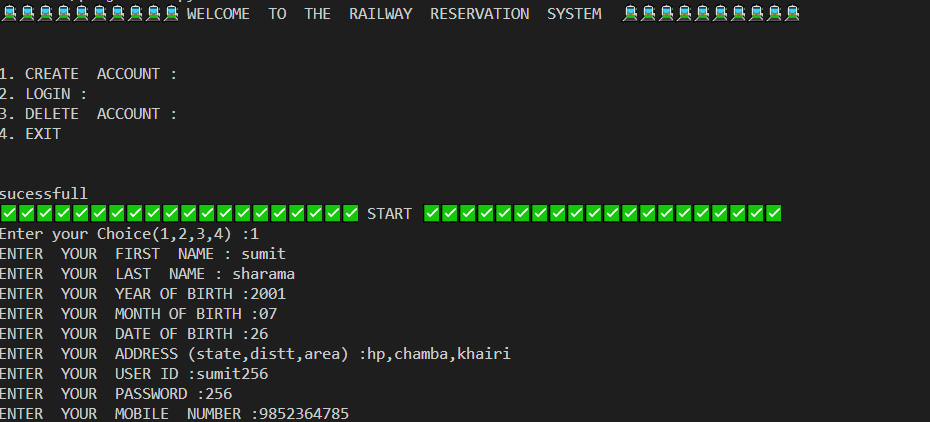 🚆🚆🚆🚆🚆🚆🚆🚆🚆🚆 WELCOME  TO  THE  RAILWAY  RESERVATION  SYSTEM  🚆🚆🚆🚆🚆🚆🚆🚆🚆🚆
1. CREATE  ACCOUNT :
2. LOGIN :
3. DELETE  ACCOUNT :
4. EXIT
sucessfull
✅✅✅✅✅✅✅✅✅✅✅✅✅✅✅✅✅✅✅✅ START ✅✅✅✅✅✅✅✅✅✅✅✅✅✅✅✅✅✅✅✅
Enter your Choice(1,2,3,4) :1
ENTER  YOUR  FIRST  NAME : sumit
ENTER  YOUR  LAST  NAME : sharama
ENTER  YOUR  YEAR OF BIRTH :2001
ENTER  YOUR  MONTH OF BIRTH :07
ENTER  YOUR  DATE OF BIRTH :26
ENTER  YOUR  ADDRESS (state,distt,area) :hp,chamba,khairi
ENTER  YOUR  USER ID :sumit256
ENTER  YOUR  PASSWORD :256
ENTER  YOUR  MOBILE  NUMBER :9852364785